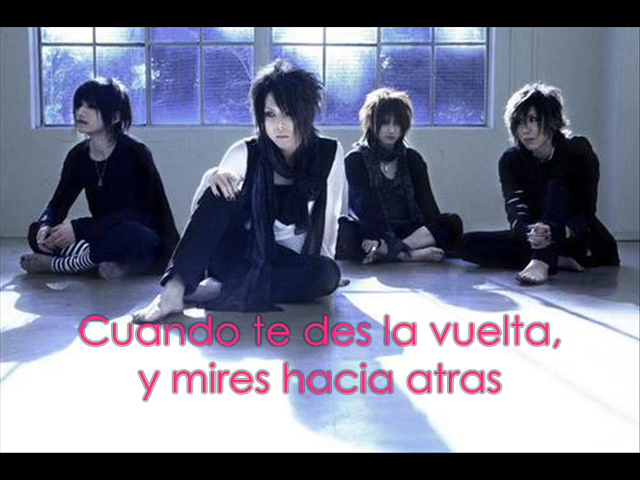 Cuando te des la vuelta,
y mires hacia atras